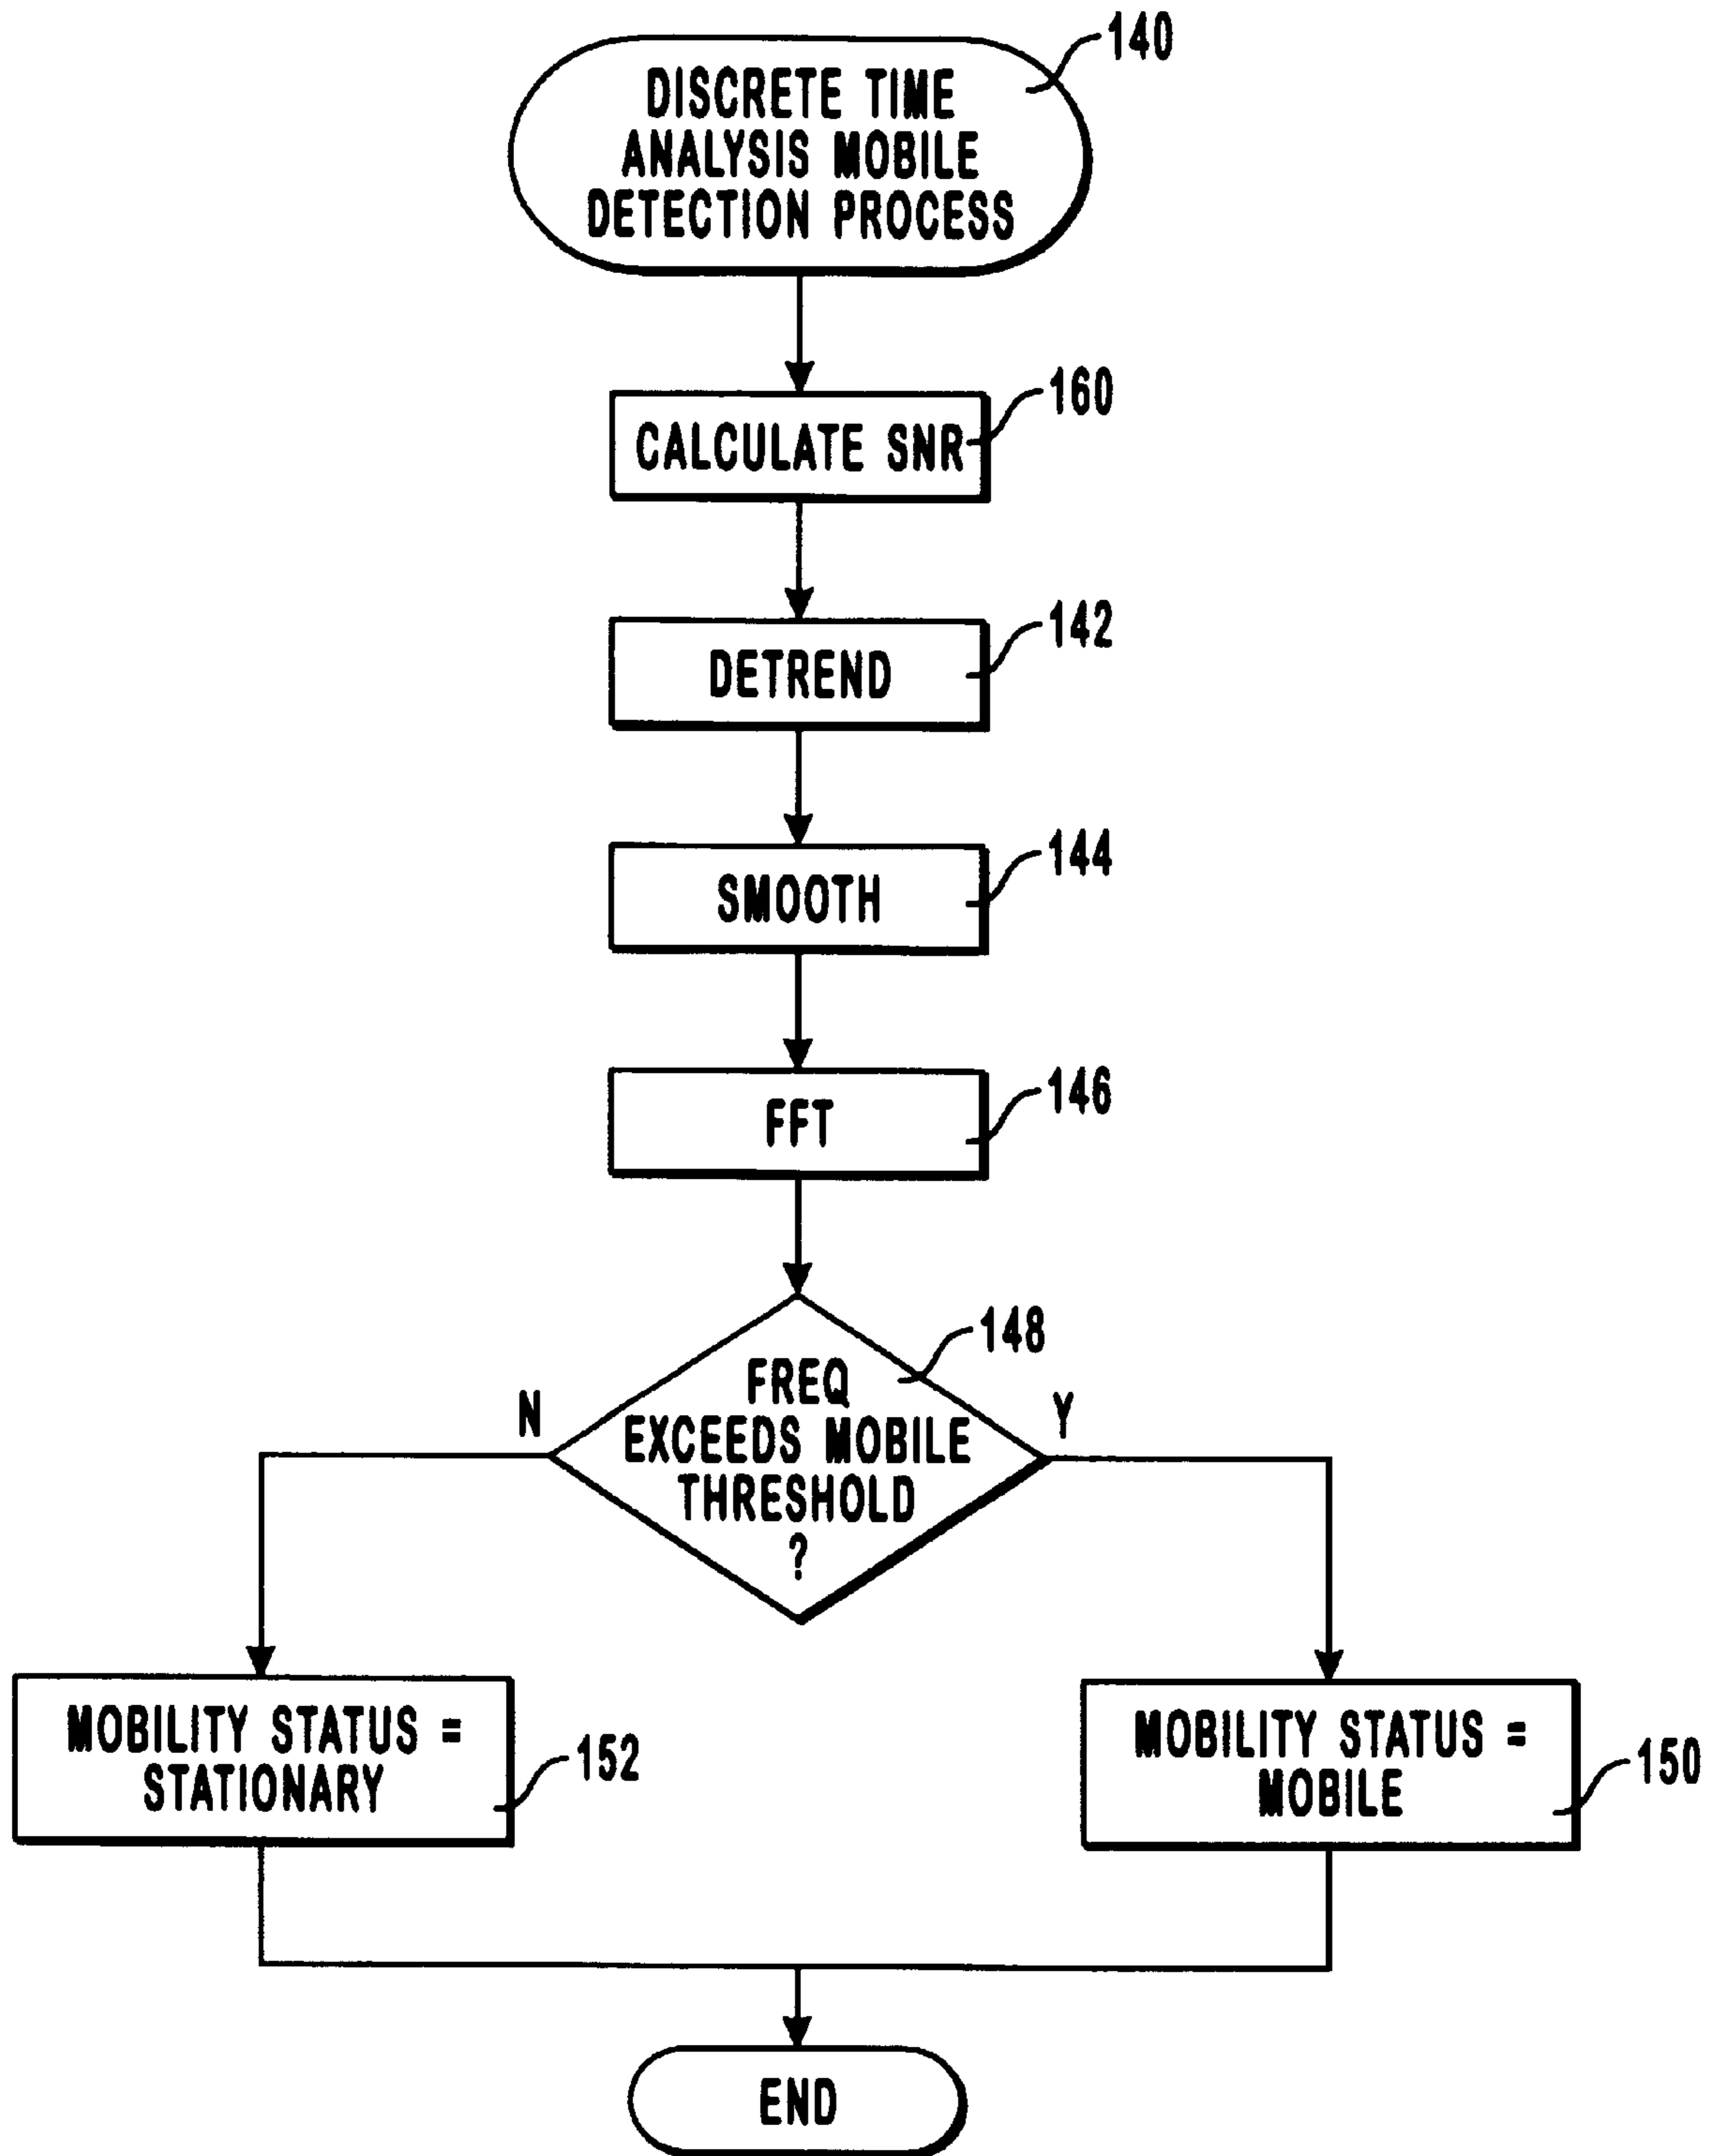 140
DISCRETE TIME
ANALYSIS MOBILE
DETECTION PROCESS
160
CALCULATE SNR
142
DETREND
144
SMOOTH
146
FFT
148
FREQ
EXCEEDS MOBILE
THRESHOLD
?
N
Y
MOBILITY STATUS =
STATIONARY
152
MOBILITY STATUS =
MOBILE
150
END